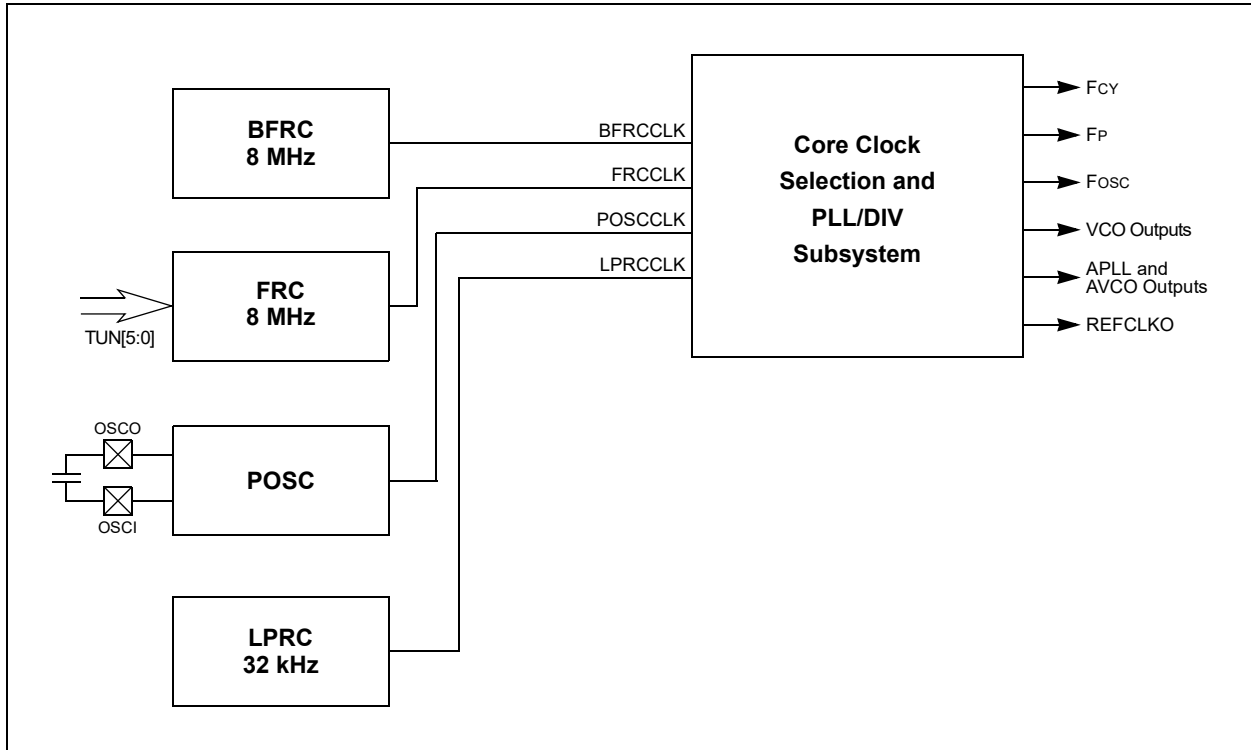 BFRC
8 MHz
BFRCCLK
FRCCLK
POSCCLK
LPRCCLK
FRC
8 MHz
TUN[5:0]
OSCO
OSCI
POSC
LPRC
32 kHz
Core Clock
Selection and
PLL/DIV
Subsystem
FCY
FP
FOSC
VCO Outputs
APLL and
AVCO Outputs
REFCLKO